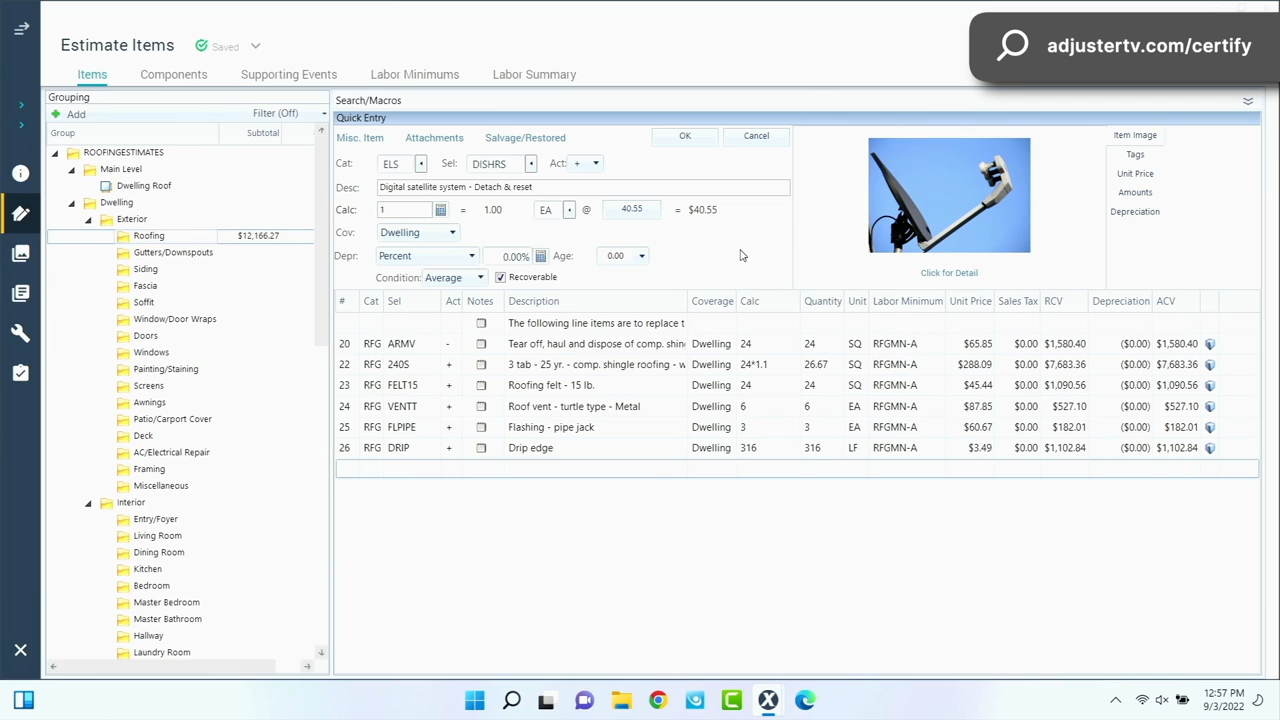 Estimate Items Saved
adjustertv.com/certify
Items Components Supporting Events Labor Minimums Labor Summary
Grouping
Add Filter (Off)
Group Subtotal
ROOFINGESTIMATES
Main Level
Dwelling Roof
Dwelling
Exterior
Roofing $12,166.27
Gutters/Downspouts
Siding
Fascia
Soffit
Window/Door Wraps
Doors
Windows
Painting/Staining
Screens
Awnings
Patio/Carport Cover
Deck
AC/Electrical Repair
Framing
Miscellaneous
Interior
Entry/Foyer
Living Room
Dining Room
Kitchen
Bedroom
Master Bedroom
Master Bathroom
Hallway
Laundry Room
Search/Macros
Quick Entry
Misc. Item Attachments Salvage/Restored OK Cancel
Cat: ELS Sel: DISHRS Act: +
Desc: Digital satellite system - Detach & reset
Calc: 1 = 1.00 EA @ 40.55 = $40.55
Cov: Dwelling
Depr: Percent 0.00% Age: 0.00
Condition: Average Recoverable
Click for Detail
Item Image
Tags
Unit Price
Amounts
Depreciation
# Cat Sel Act Notes Description Coverage Calc Quantity Unit Labor Minimum Unit Price Sales Tax RCV Depreciation ACV
The following line items are to replace t
20 RFG ARMV - Tear off, haul and dispose of comp. shin Dwelling 24 24 SQ RFGMN-A $65.85 $0.00 $1,580.40 ($0.00) $1,580.40
22 RFG 240S + 3 tab - 25 yr. - comp. shingle roofing - w Dwelling 24*1.1 26.67 SQ RFGMN-A $288.09 $0.00 $7,683.36 ($0.00) $7,683.36
23 RFG FELT15 + Roofing felt - 15 lb. Dwelling 24 24 SQ RFGMN-A $45.44 $0.00 $1,090.56 ($0.00) $1,090.56
24 RFG VENTT + Roof vent - turtle type - Metal Dwelling 6 6 EA RFGMN-A $87.85 $0.00 $527.10 ($0.00) $527.10
25 RFG FLPIPE + Flashing - pipe jack Dwelling 3 3 EA RFGMN-A $60.67 $0.00 $182.01 ($0.00) $182.01
26 RFG DRIP + Drip edge Dwelling 316 316 LF RFGMN-A $3.49 $0.00 $1,102.84 ($0.00) $1,102.84
12:57 PM
9/3/2022